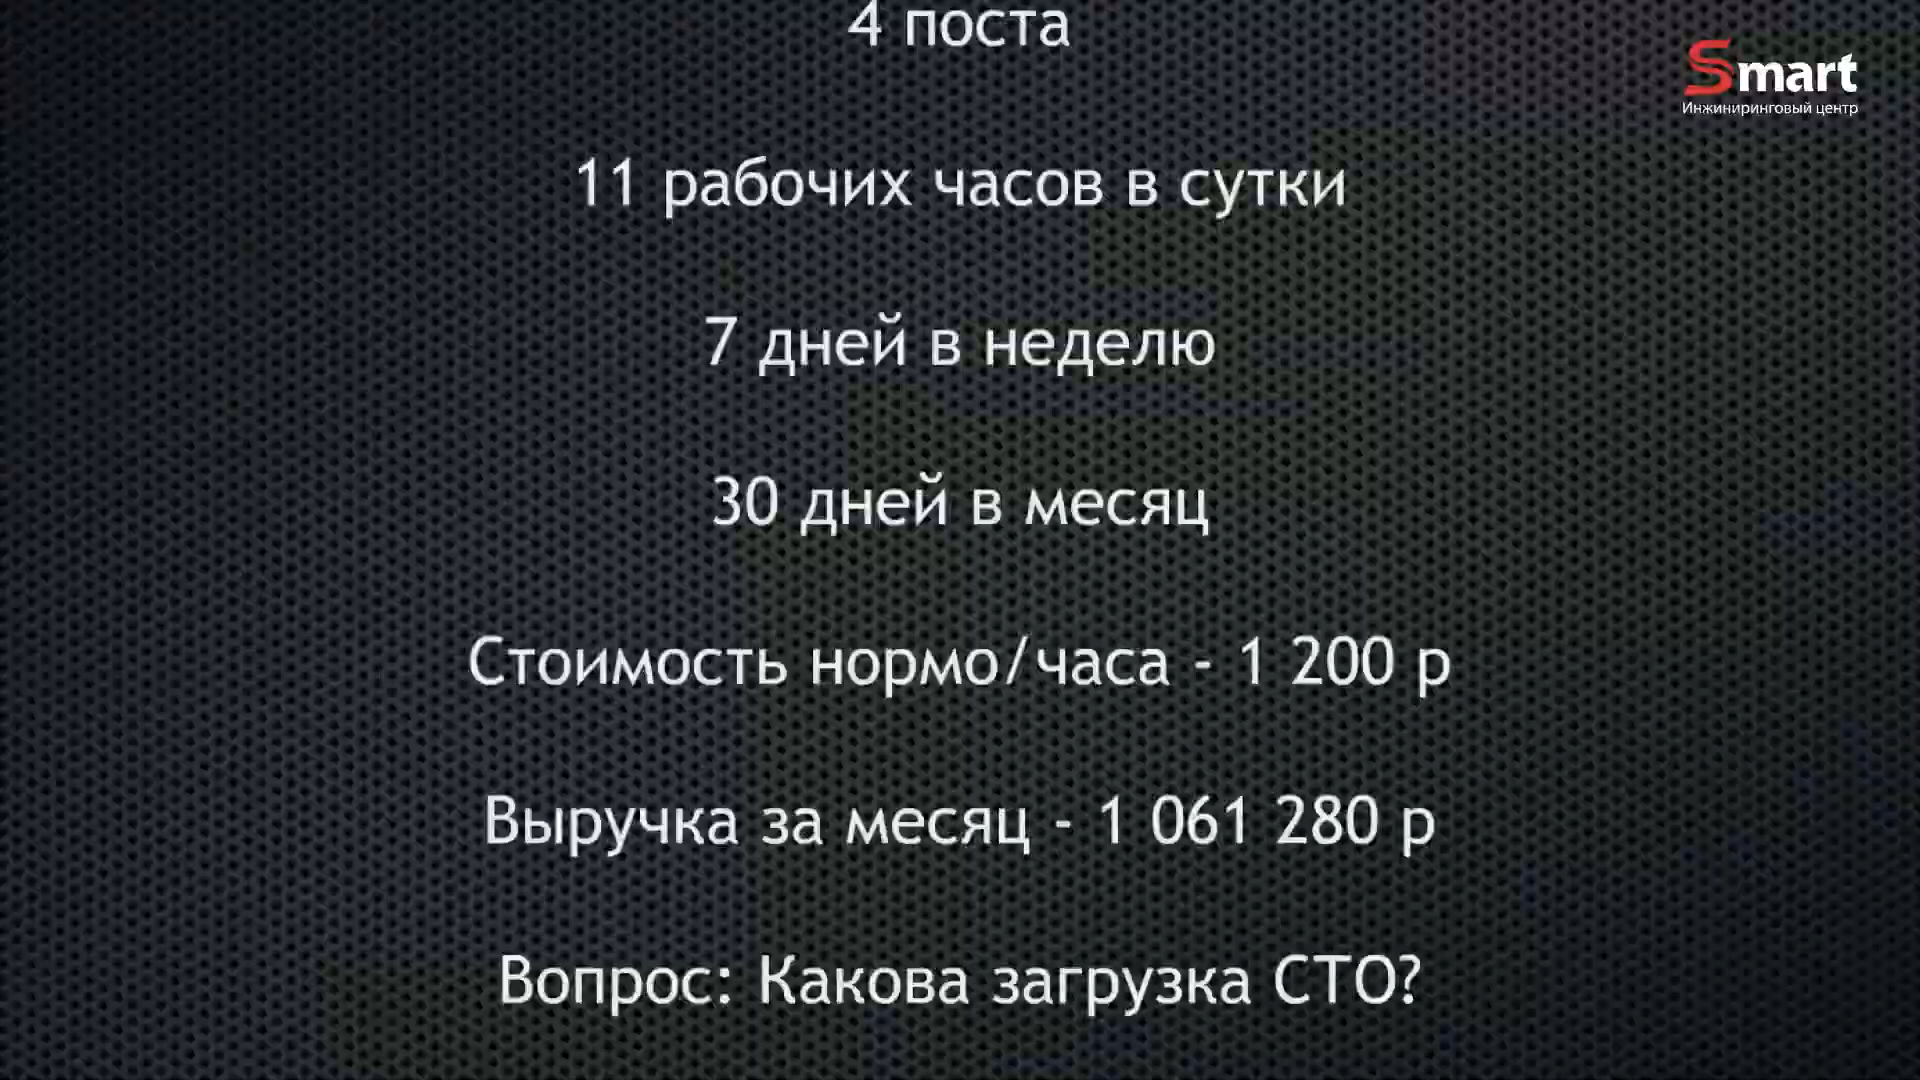 4 поста
Smart
Инжиниринговый центр
11 рабочих часов в сутки
7 дней в неделю
30 дней в месяц
Стоимость нормо/часа - 1 200 р
Выручка за месяц - 1 061 280 р
Вопрос: Какова загрузка СТО?